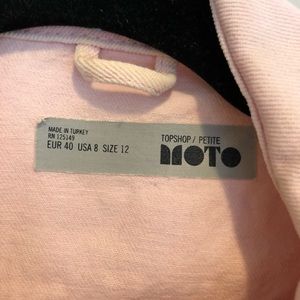 MADE IN TURKEY
RN 125149
EUR 40 USA 8 SIZE 12
TOPSHOP / PETITE
MOTO